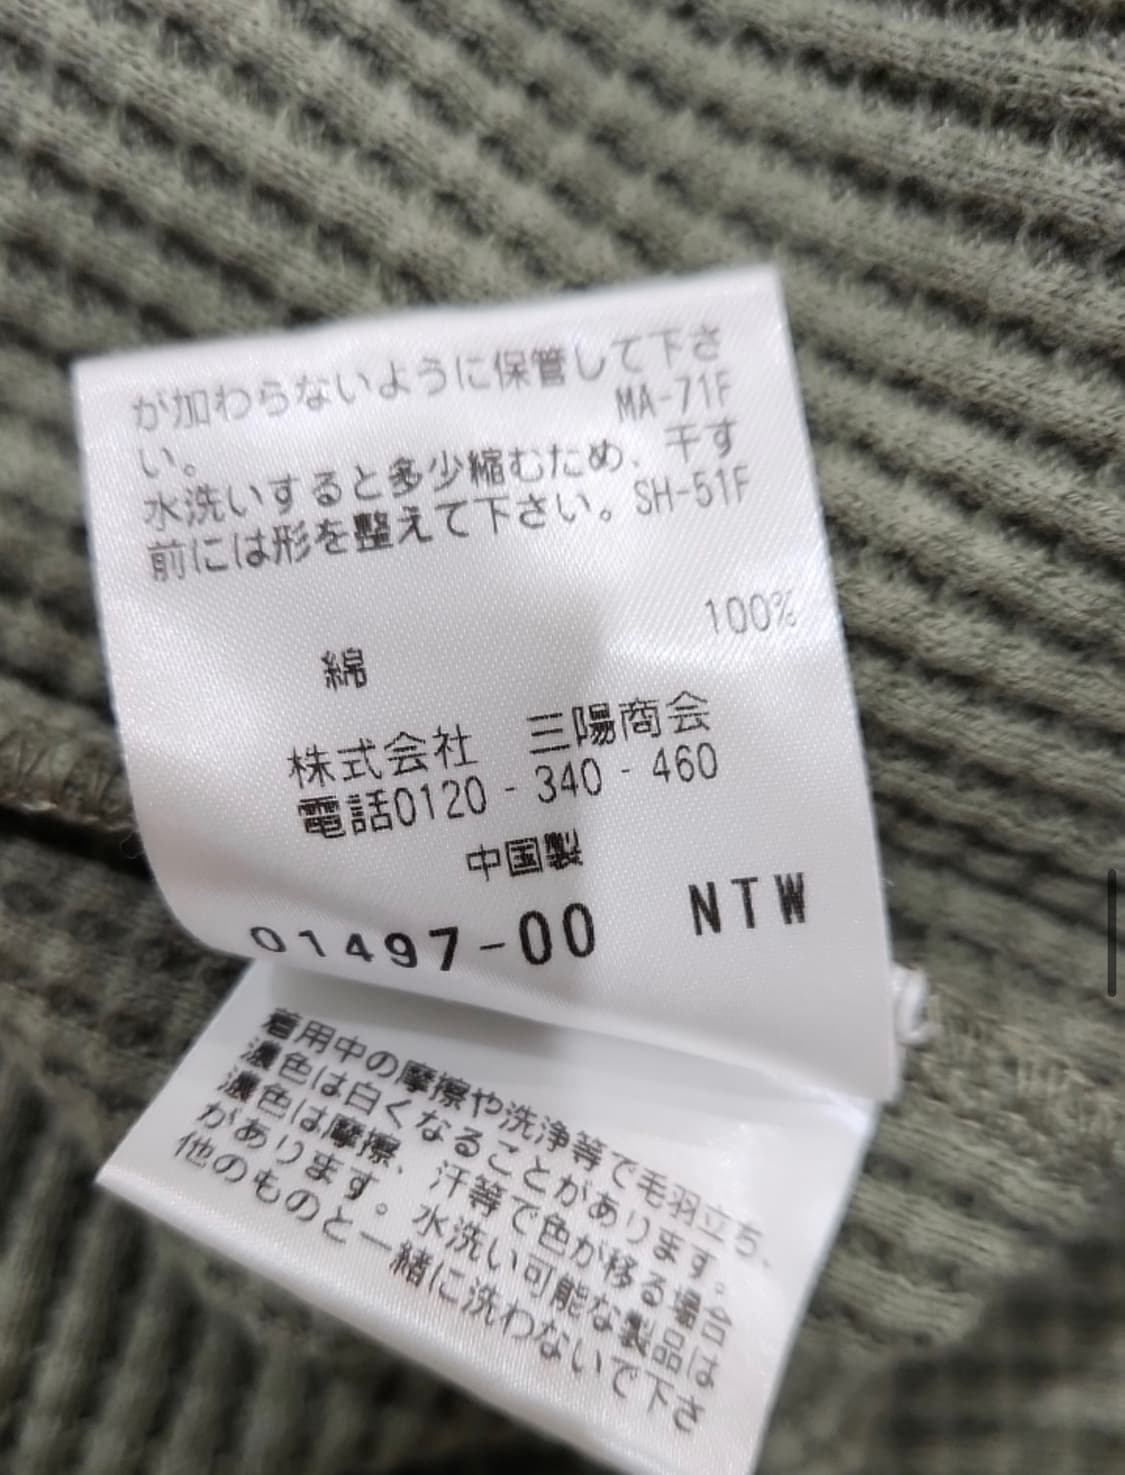 が加わらないように保管して下さ
い。 MA-71F
水洗いすると多少縮むため、干す
前には形を整えて下さい。SH-51F
綿 100%
株式会社 三陽商会
電話0120-340-460
中国製
01497-00 NTW
着用中の摩擦や洗浄等で毛羽立ち、
濃色は白くなることがあります。
濃色は摩擦、汗等で色が移る場合
があります。水洗い可能な製品は
他のものと一緒に洗わないで下さ